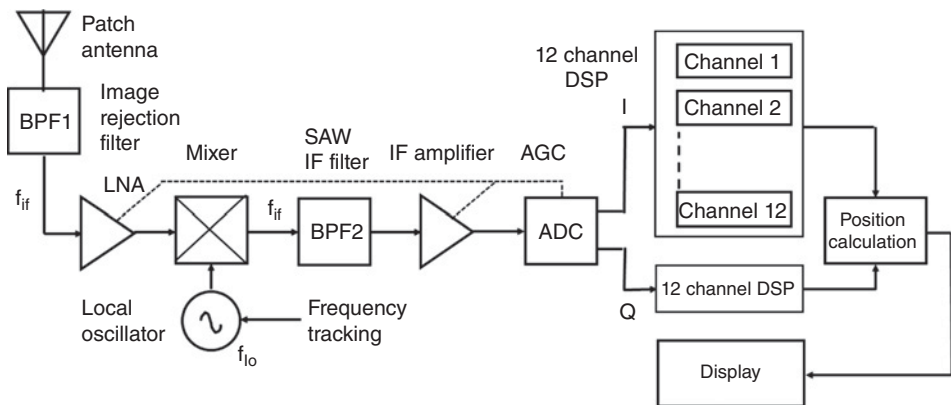 Patch
antenna
BPF1
Image
rejection
filter
f_if
LNA
Mixer
f_if
SAW
IF filter
BPF2
IF amplifier
AGC
ADC
Local
oscillator
f_lo
Frequency
tracking
12 channel
DSP
I
Channel 1
Channel 2
Channel 12
Q
12 channel DSP
Position
calculation
Display